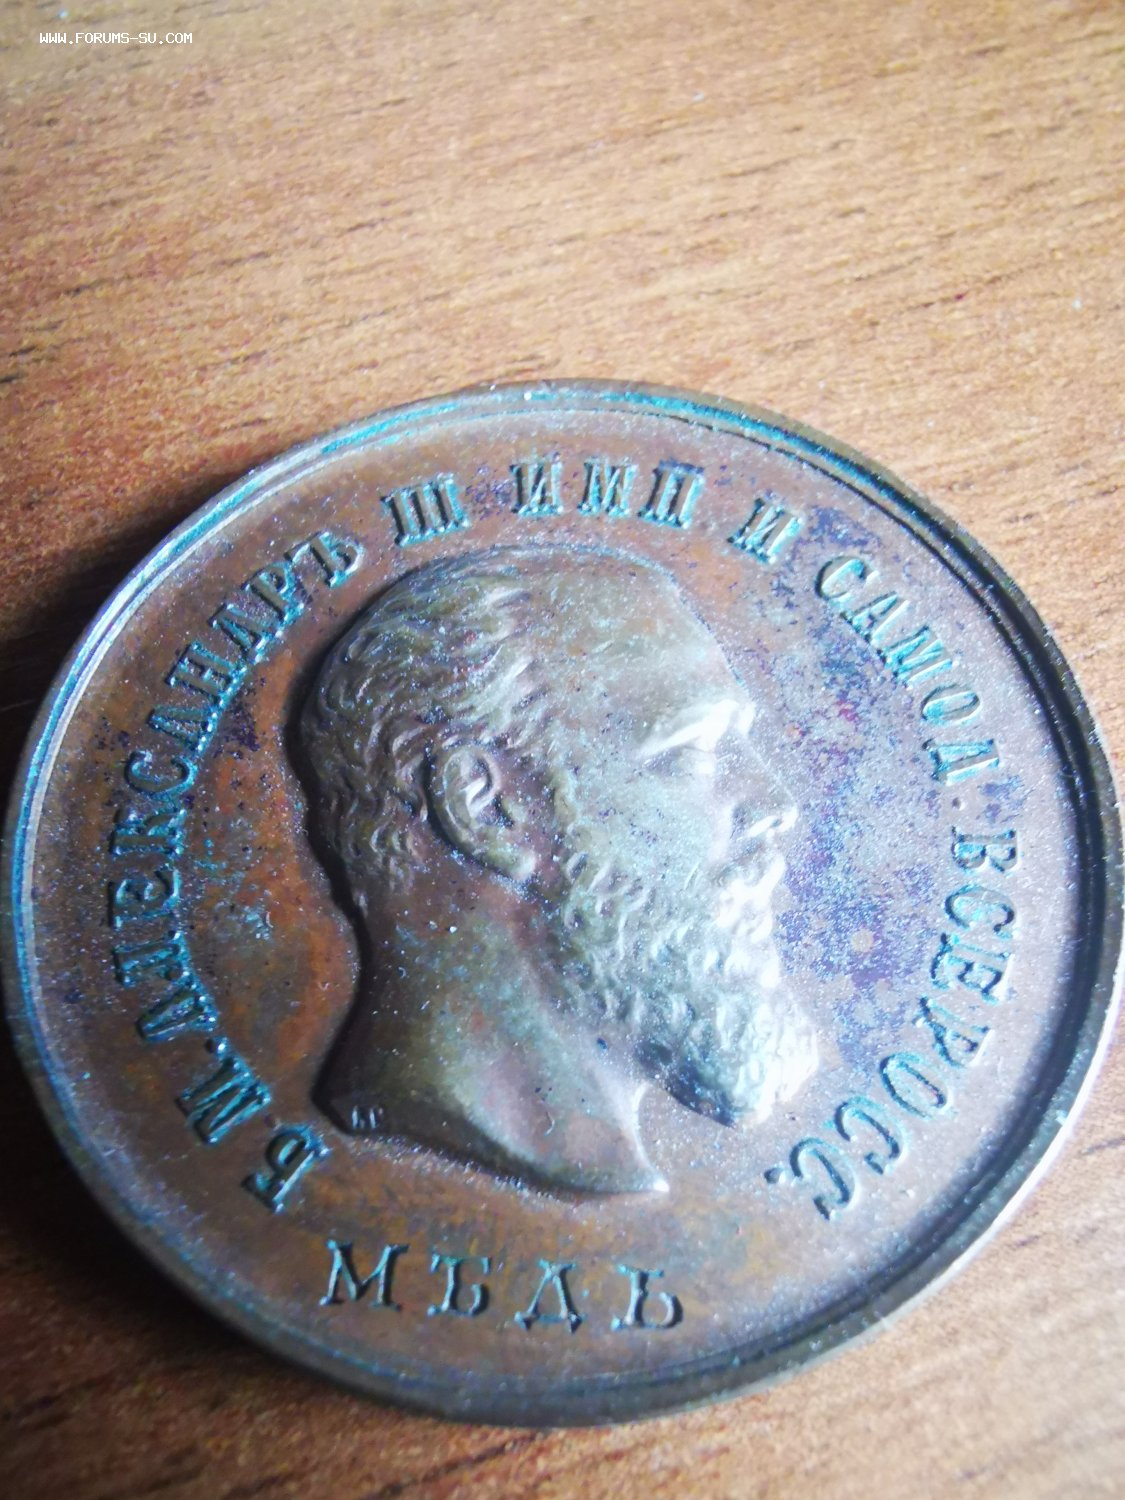 WWW.FORUMS-SU.COM
Б. М. АЛЕКСАНДРЪ III ИМП И САМОД. ВСЕРОСС.
МѢДЬ